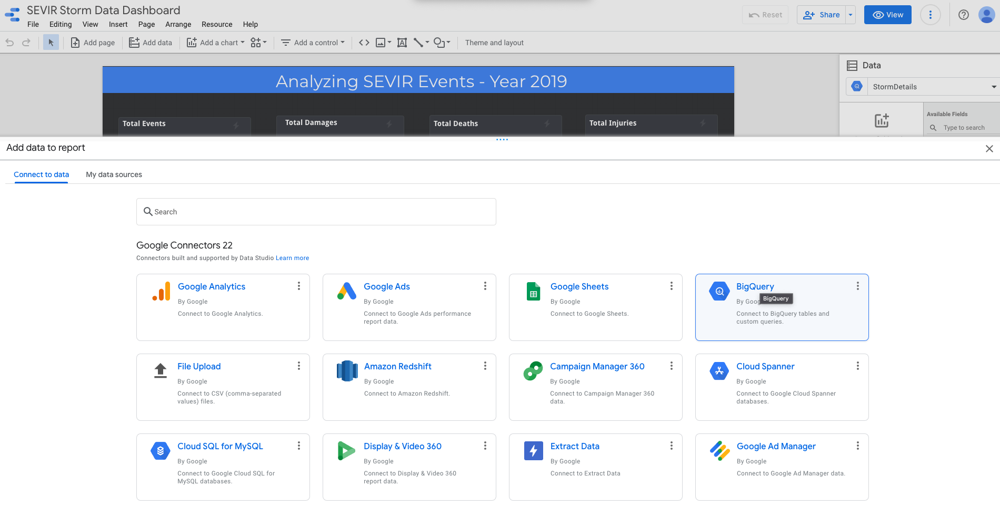 SEVIR Storm Data Dashboard
File Editing View Insert Page Arrange Resource Help
Reset Share View
Add page Add data Add a chart Add a control Theme and layout
Analyzing SEVIR Events - Year 2019
Total Events Total Damages Total Deaths Total Injuries
Data
StormDetails
Available Fields
Type to search
Add data to report
Connect to data My data sources
Search
Google Connectors 22
Connectors built and supported by Data Studio Learn more
Google Analytics
By Google
Connect to Google Analytics.
Google Ads
By Google
Connect to Google Ads performance
report data.
Google Sheets
By Google
Connect to Google Sheets.
BigQuery
By Goog
BigQuery
Connect to BigQuery tables and
custom queries.
File Upload
By Google
Connect to CSV (comma-separated
values) files.
Amazon Redshift
By Google
Connect to Amazon Redshift.
Campaign Manager 360
By Google
Connect to Campaign Manager 360
data.
Cloud Spanner
By Google
Connect to Google Cloud Spanner
databases.
Cloud SQL for MySQL
By Google
Connect to Google Cloud SQL for
MySQL databases.
Display & Video 360
By Google
Connect to Display & Video 360
report data.
Extract Data
By Google
Connect to Extract Data
Google Ad Manager
By Google
Connect to Google Ad Manager data.